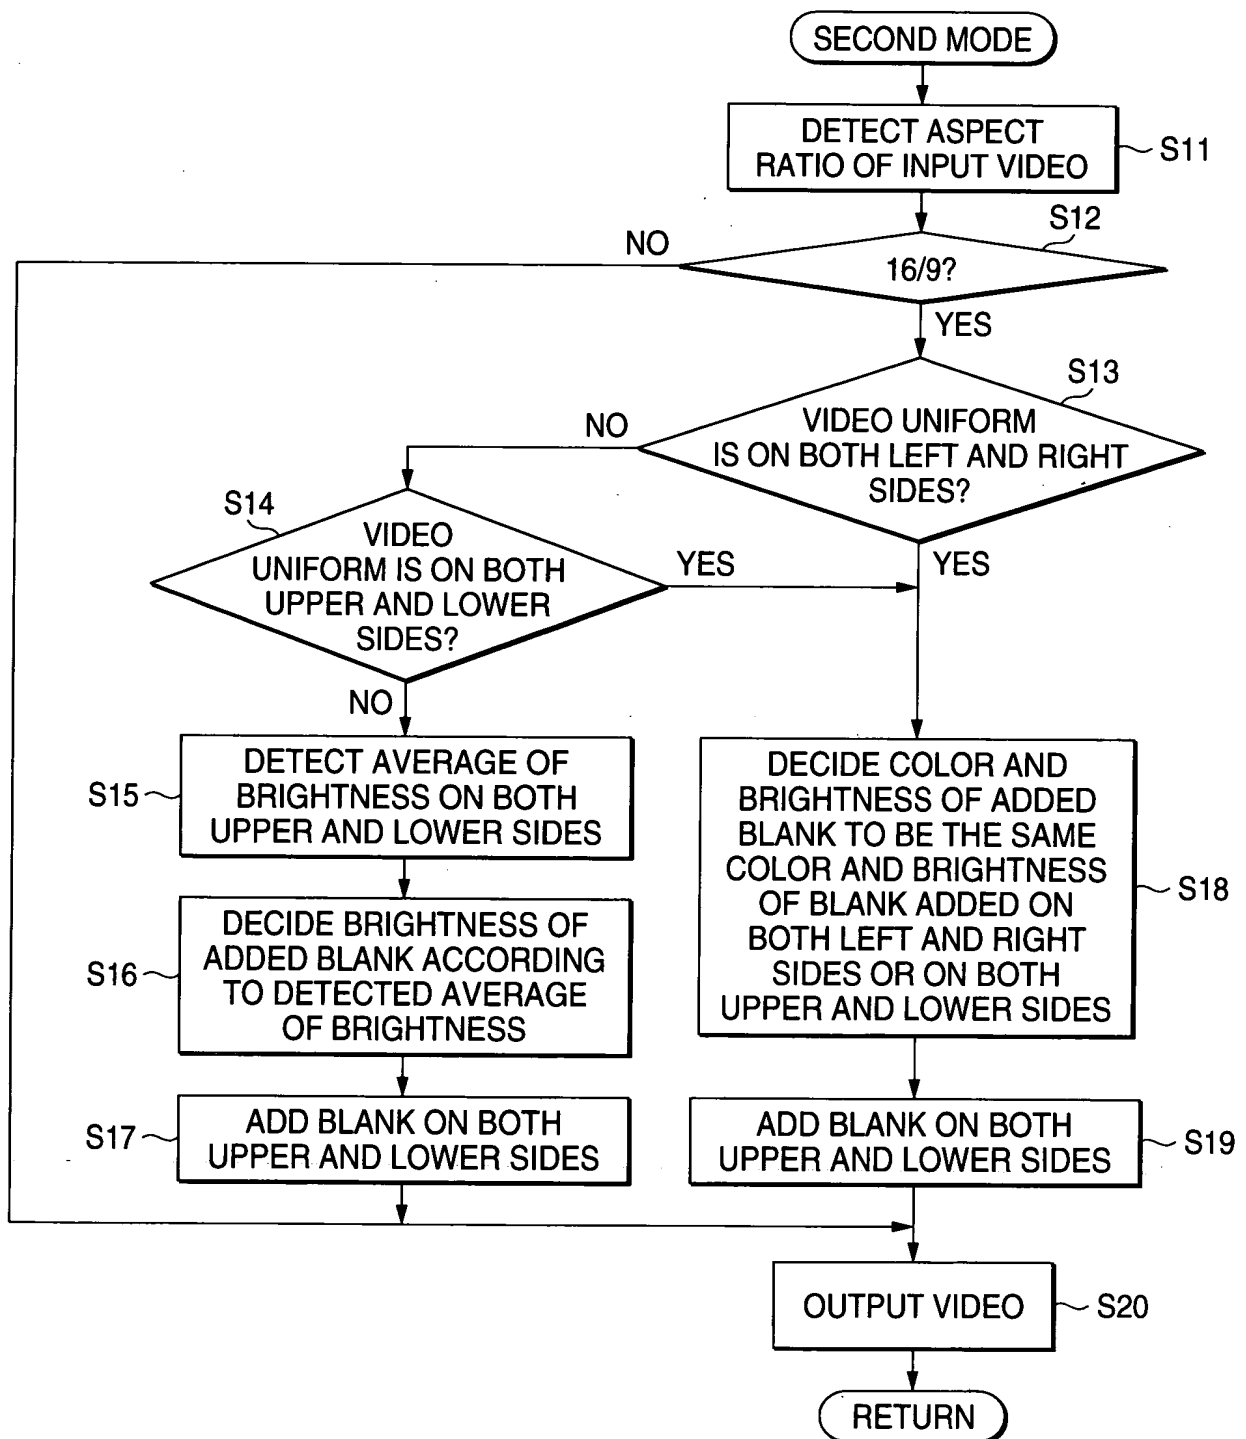 SECOND MODE
DETECT ASPECT
RATIO OF INPUT VIDEO
S11
S12
NO
16/9?
YES
S13
NO
VIDEO UNIFORM
IS ON BOTH LEFT AND RIGHT
SIDES?
S14
VIDEO
UNIFORM IS ON BOTH
UPPER AND LOWER
SIDES?
YES
YES
NO
S15
DETECT AVERAGE OF
BRIGHTNESS ON BOTH
UPPER AND LOWER SIDES
S16
DECIDE BRIGHTNESS OF
ADDED BLANK ACCORDING
TO DETECTED AVERAGE
OF BRIGHTNESS
S17
ADD BLANK ON BOTH
UPPER AND LOWER SIDES
DECIDE COLOR AND
BRIGHTNESS OF ADDED
BLANK TO BE THE SAME
COLOR AND BRIGHTNESS
OF BLANK ADDED ON
BOTH LEFT AND RIGHT
SIDES OR ON BOTH
UPPER AND LOWER SIDES
S18
ADD BLANK ON BOTH
UPPER AND LOWER SIDES
S19
OUTPUT VIDEO
S20
RETURN